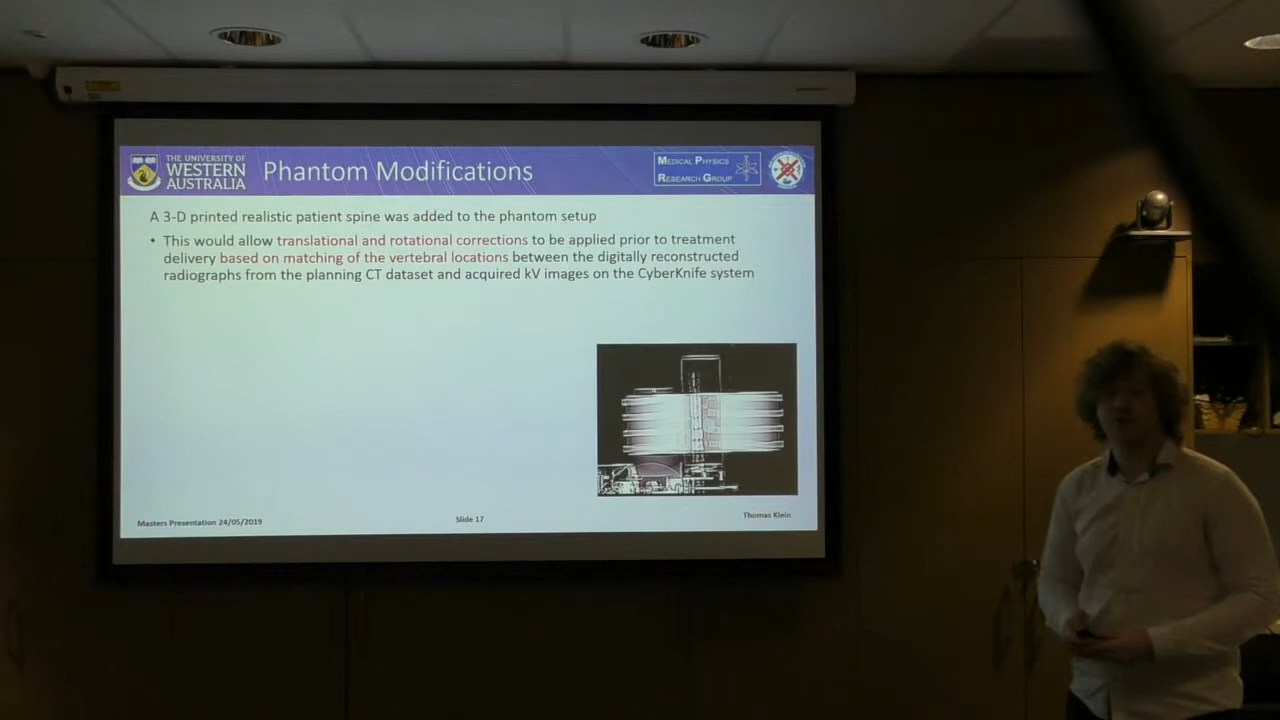 THE UNIVERSITY OF
WESTERN
AUSTRALIA
Phantom Modifications
MEDICAL PHYSICS
RESEARCH GROUP
A 3-D printed realistic patient spine was added to the phantom setup
• This would allow translational and rotational corrections to be applied prior to treatment
delivery based on matching of the vertebral locations between the digitally reconstructed
radiographs from the planning CT dataset and acquired kV images on the CyberKnife system
Masters Presentation 24/05/2019
Slide 17
Thomas Klein